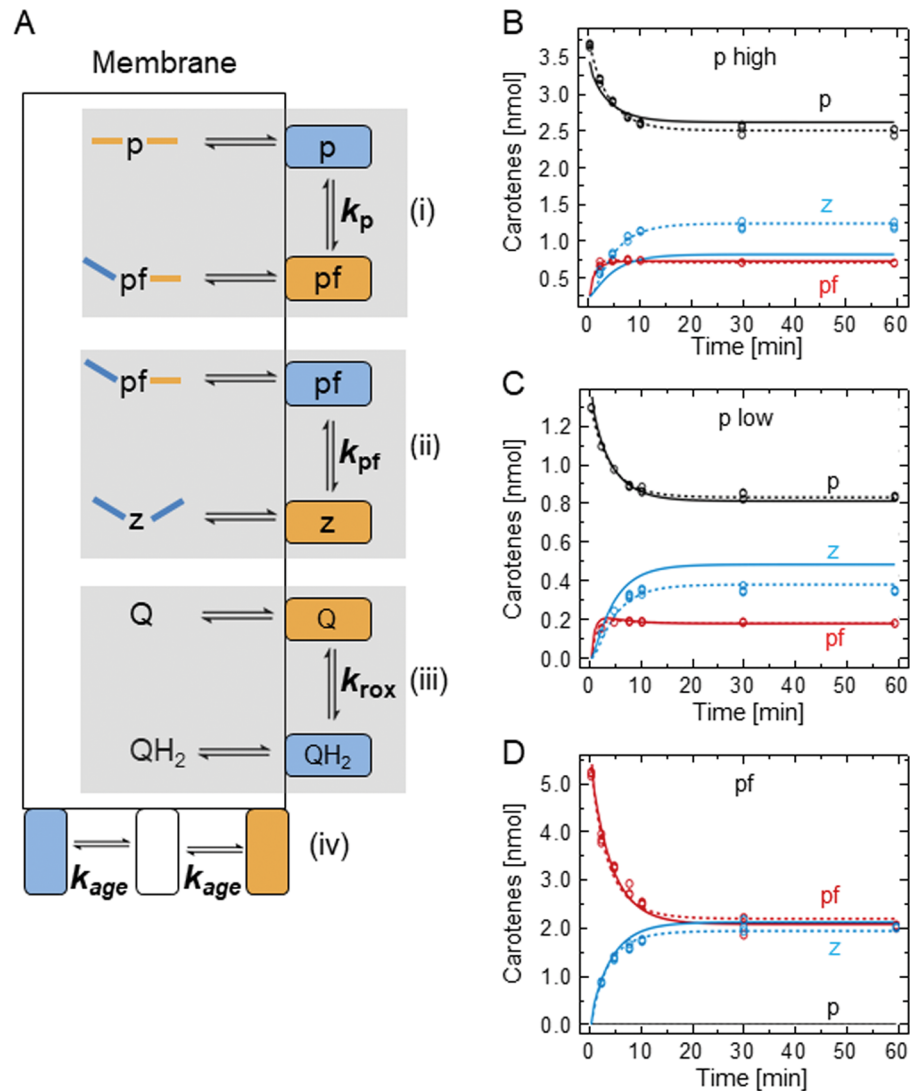 A
Membrane
p
p
k_p
(i)
pf
pf
pf
pf
k_pf
(ii)
z
z
Q
Q
k_rox
(iii)
QH₂
QH₂
(iv)
k_age
k_age
B
p high
Carotenes [nmol]
3.5
3.0
2.5
2.0
1.5
1.0
0.5
p
z
pf
0
10
20
30
40
50
60
Time [min]
C
p low
Carotenes [nmol]
1.2
1.0
0.8
0.6
0.4
0.2
0.0
p
z
pf
0
10
20
30
40
50
60
Time [min]
D
pf
Carotenes [nmol]
5.0
4.0
3.0
2.0
1.0
0.0
pf
z
p
0
10
20
30
40
50
60
Time [min]